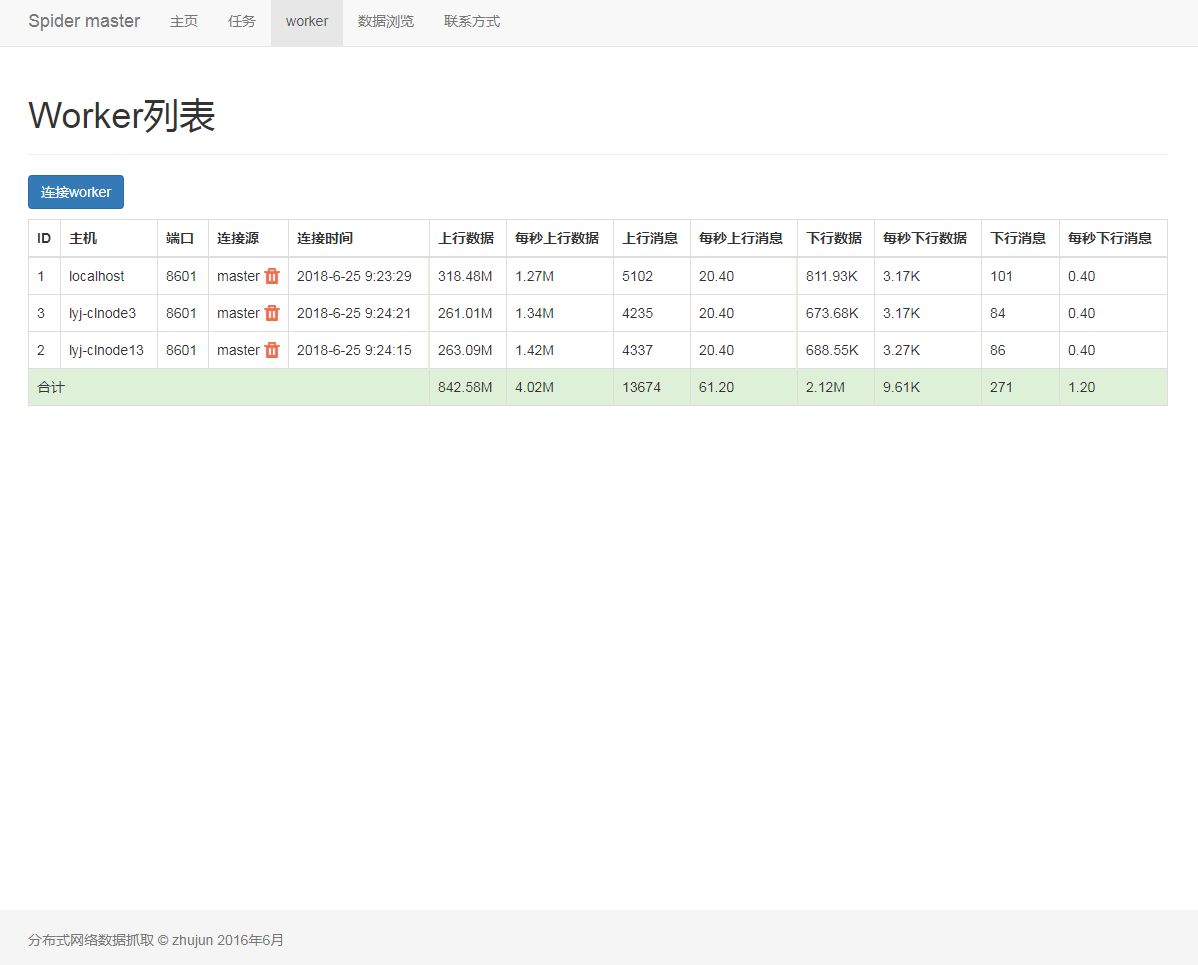 Spider master 主页 任务 worker 数据浏览 联系方式
Worker列表
连接worker
ID 主机 端口 连接源 连接时间 上行数据 每秒上行数据 上行消息 每秒上行消息 下行数据 每秒下行数据 下行消息 每秒下行消息
1 localhost 8601 master 2018-6-25 9:23:29 318.48M 1.27M 5102 20.40 811.93K 3.17K 101 0.40
3 lyj-clnode3 8601 master 2018-6-25 9:24:21 261.01M 1.34M 4235 20.40 673.68K 3.17K 84 0.40
2 lyj-clnode13 8601 master 2018-6-25 9:24:15 263.09M 1.42M 4337 20.40 688.55K 3.27K 86 0.40
合计 842.58M 4.02M 13674 61.20 2.12M 9.61K 271 1.20
分布式网络数据抓取 © zhujun 2016年6月